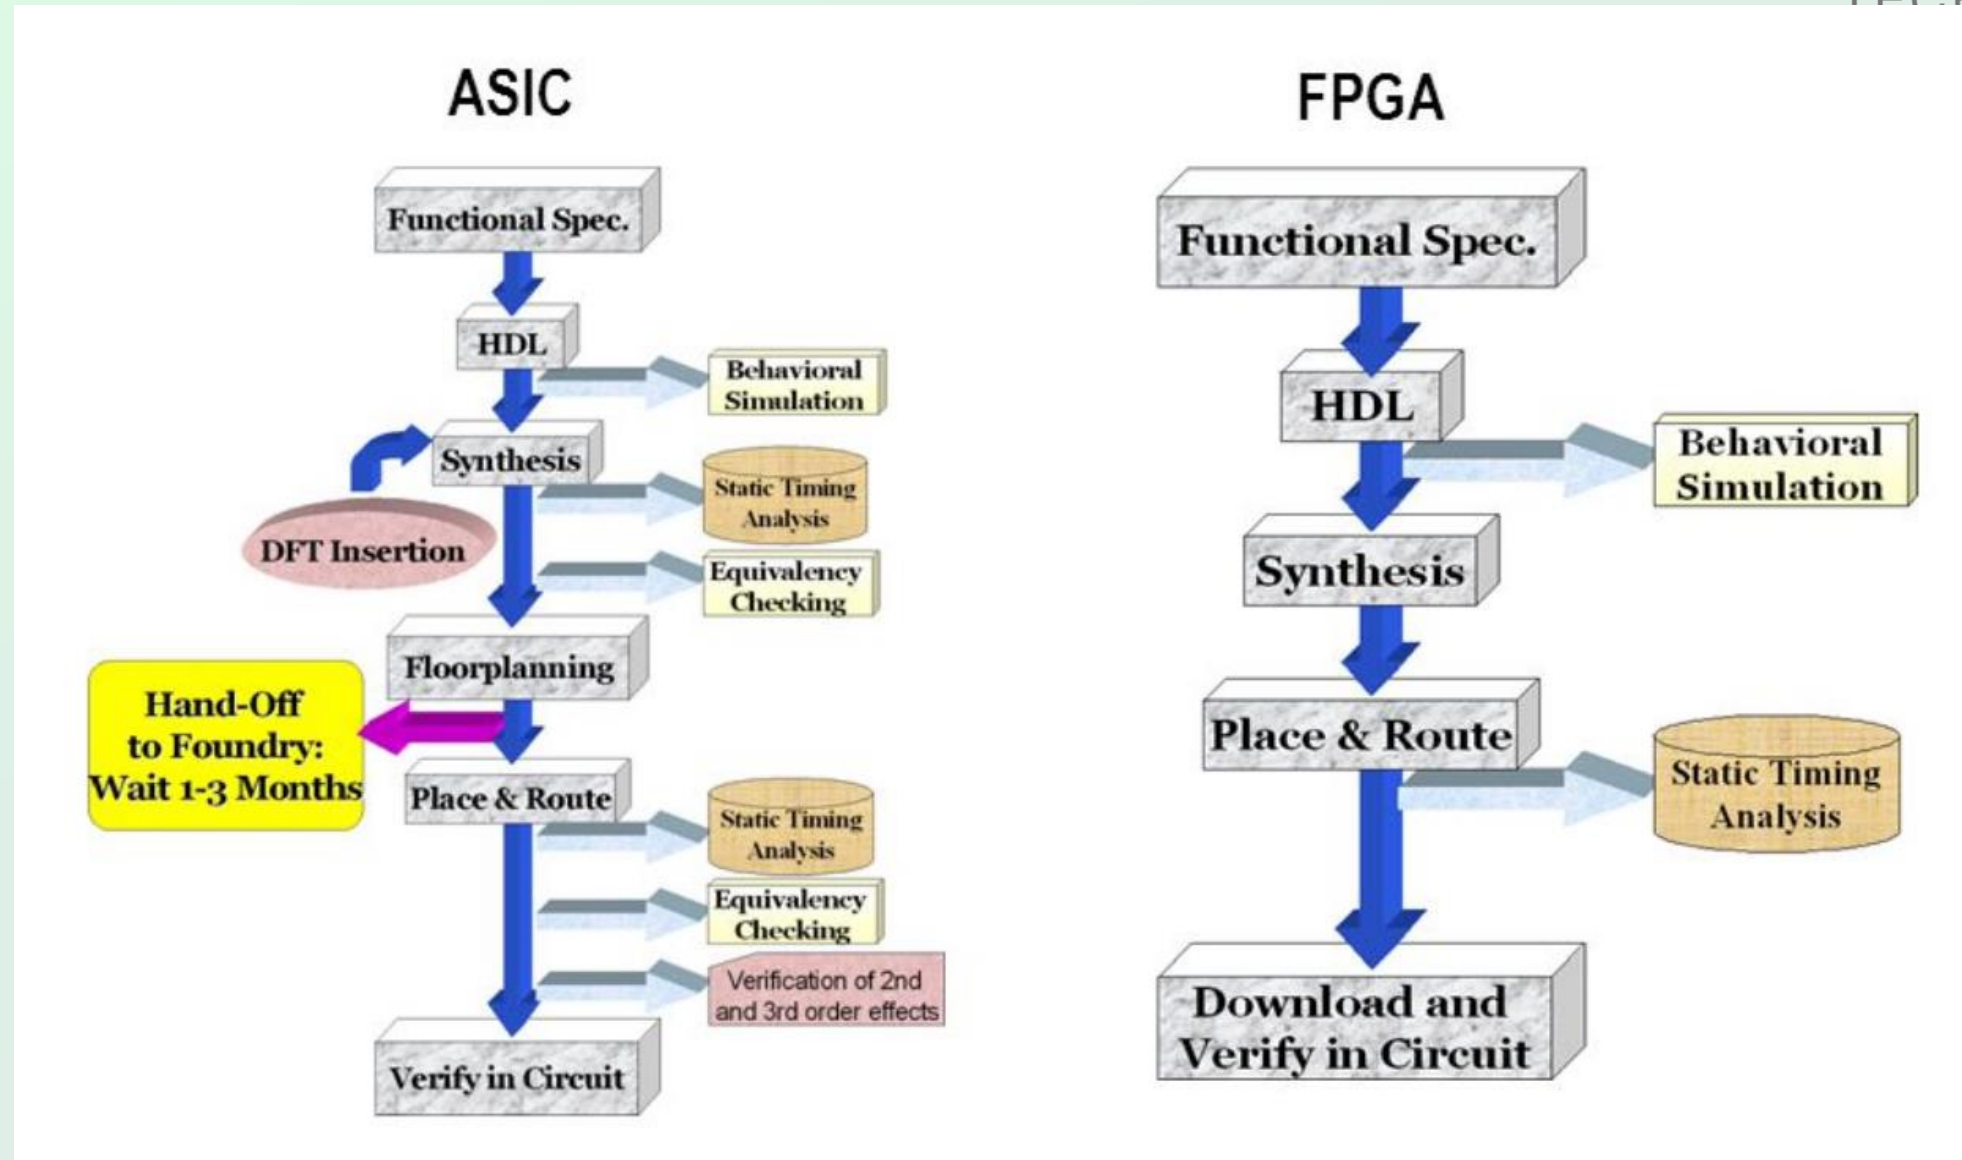 ASIC
Functional Spec.
HDL
Behavioral
Simulation
Synthesis
Static Timing
Analysis
DFT Insertion
Equivalency
Checking
Floorplanning
Hand-Off
to Foundry:
Wait 1-3 Months
Place & Route
Static Timing
Analysis
Equivalency
Checking
Verification of 2nd
and 3rd order effects
Verify in Circuit
FPGA
Functional Spec.
HDL
Behavioral
Simulation
Synthesis
Place & Route
Static Timing
Analysis
Download and
Verify in Circuit